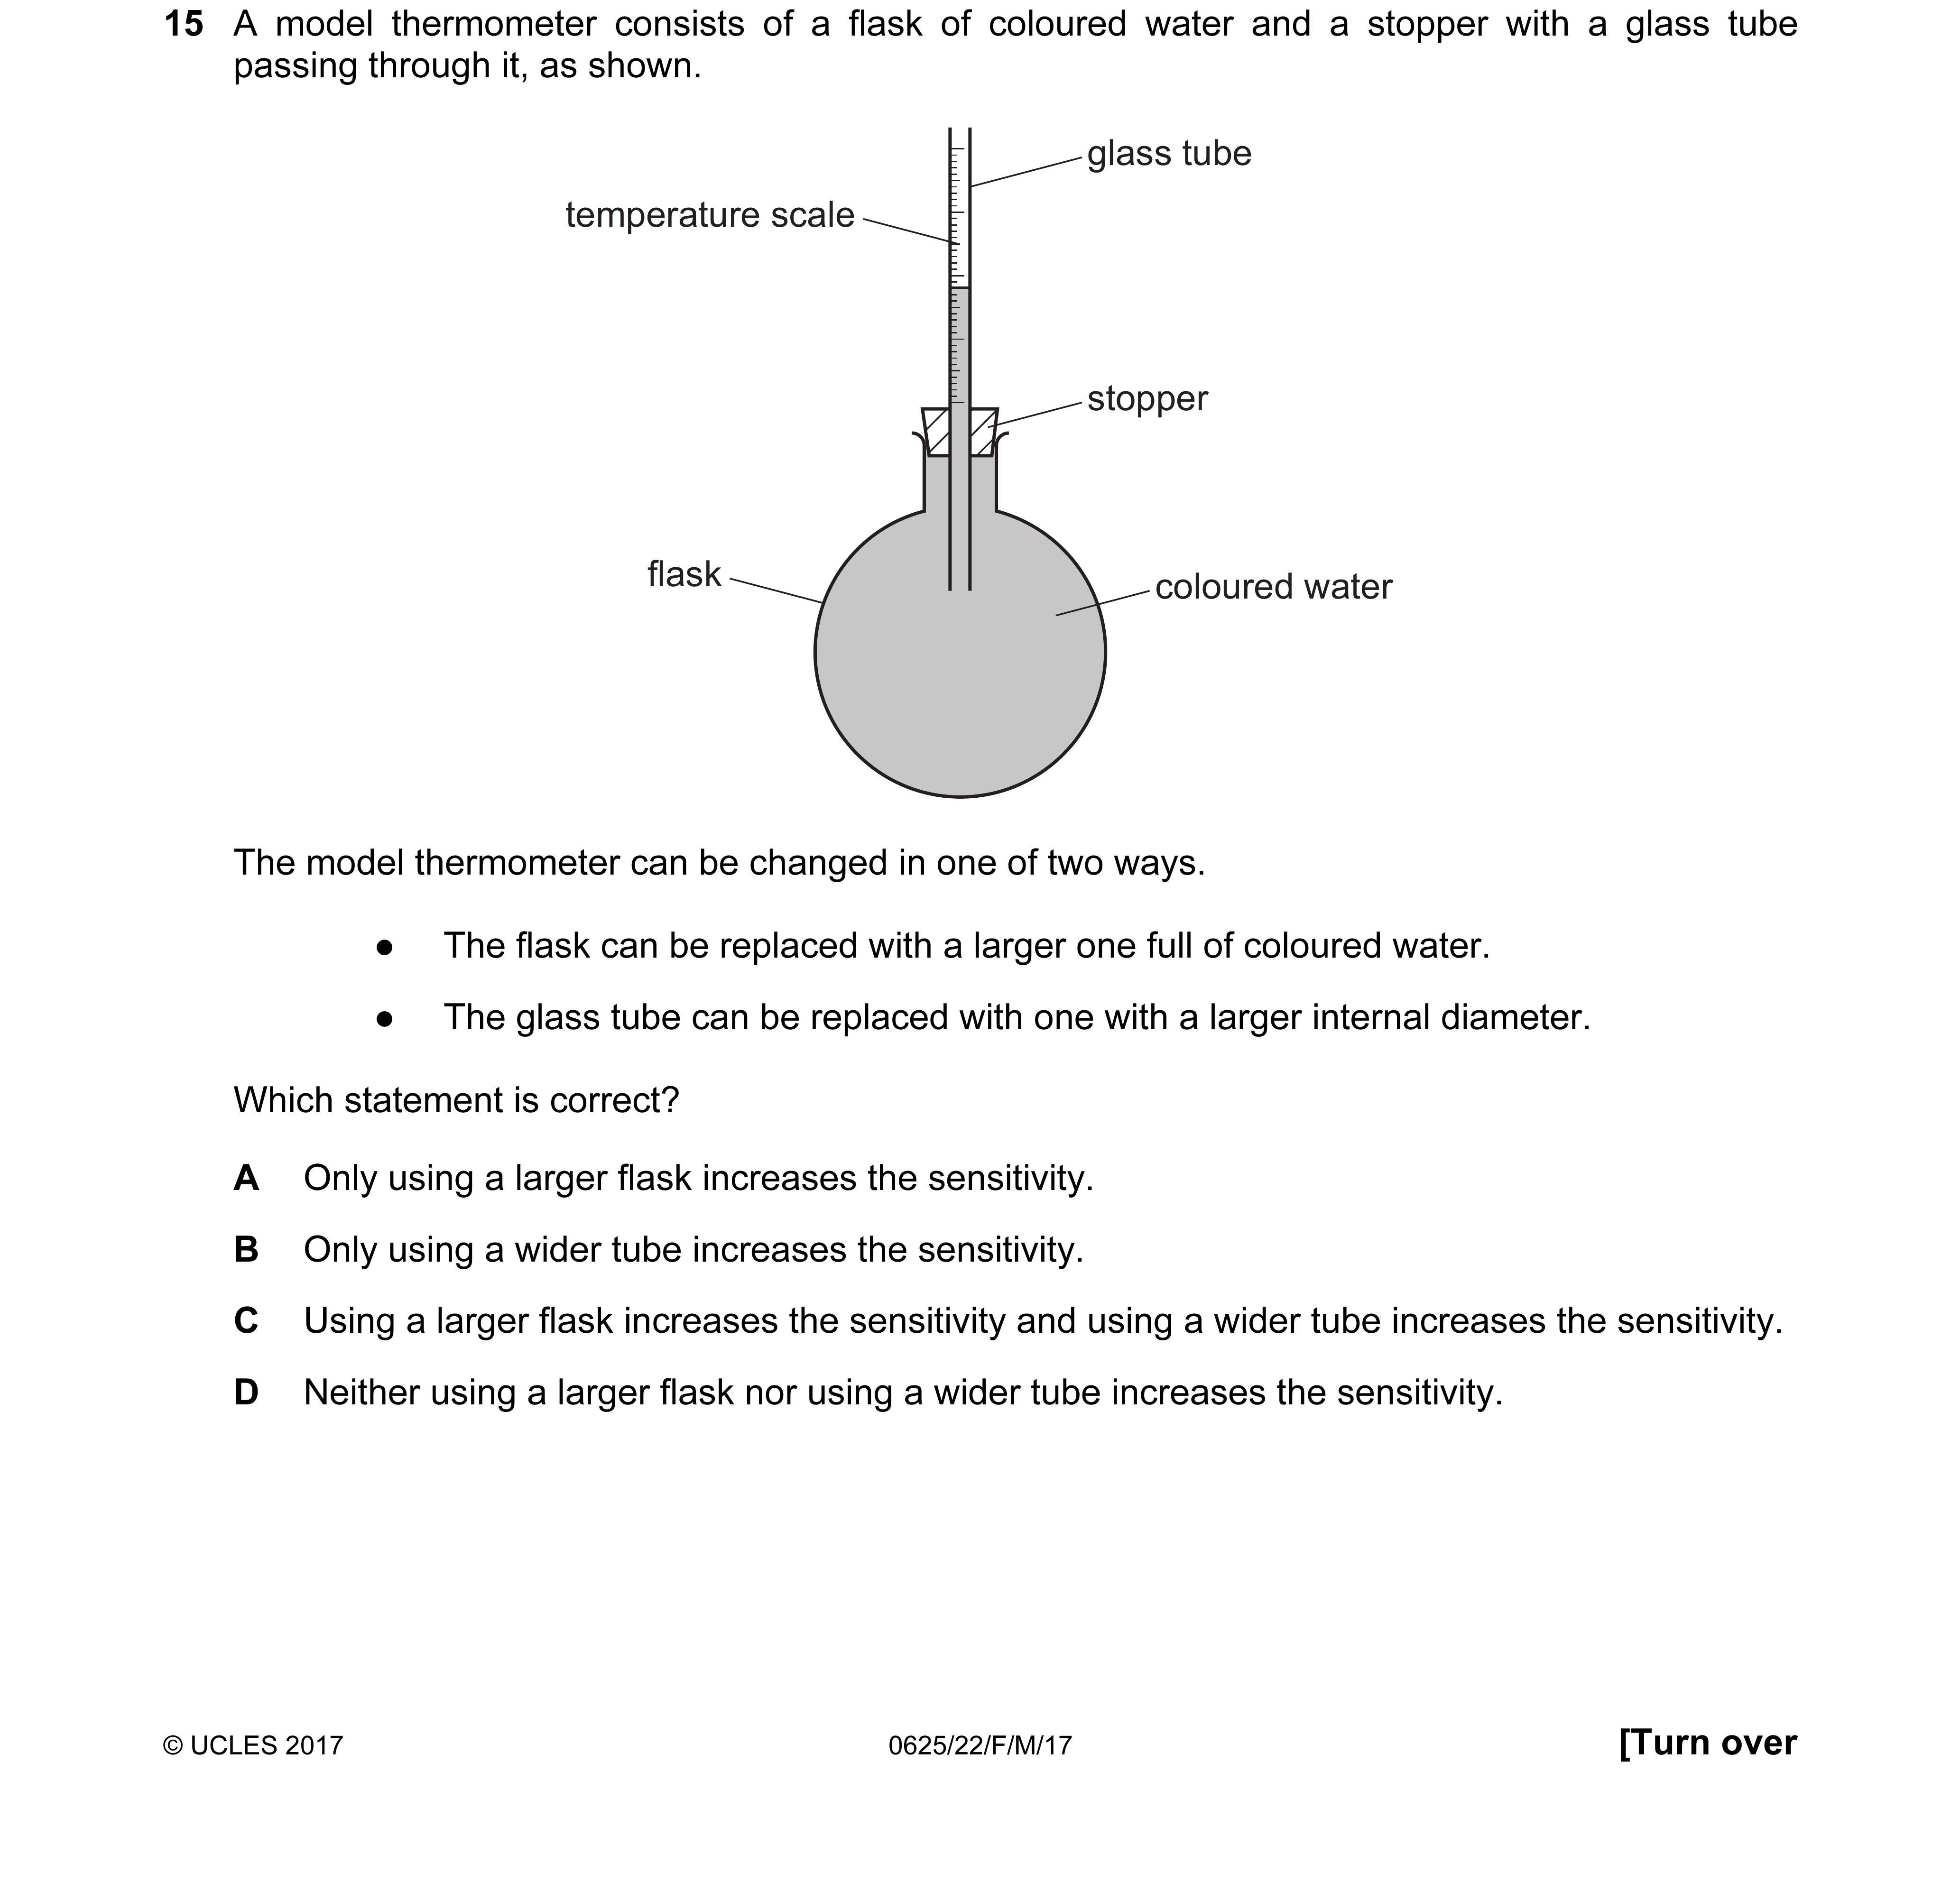 15 A model thermometer consists of a flask of coloured water and a stopper with a glass tube
passing through it, as shown.
glass tube
temperature scale
stopper
flask
coloured water
The model thermometer can be changed in one of two ways.
● The flask can be replaced with a larger one full of coloured water.
● The glass tube can be replaced with one with a larger internal diameter.
Which statement is correct?
A Only using a larger flask increases the sensitivity.
B Only using a wider tube increases the sensitivity.
C Using a larger flask increases the sensitivity and using a wider tube increases the sensitivity.
D Neither using a larger flask nor using a wider tube increases the sensitivity.
© UCLES 2017 0625/22/F/M/17 [Turn over